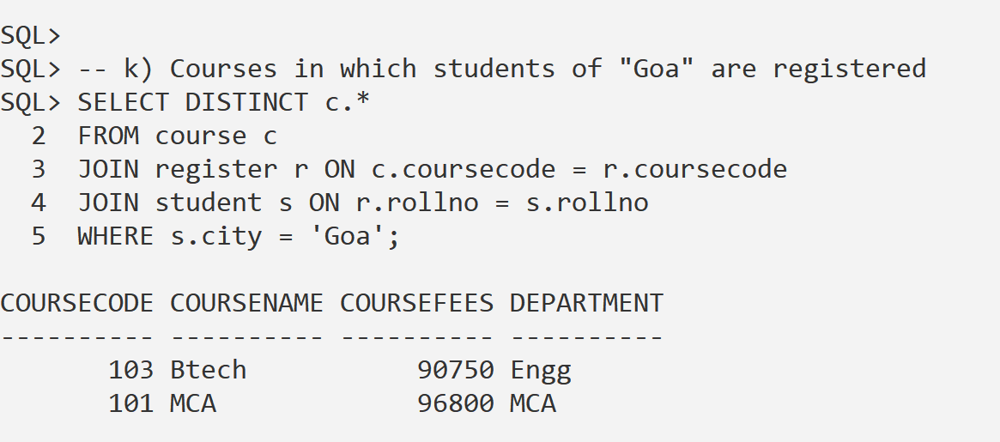 SQL>
SQL> -- k) Courses in which students of "Goa" are registered
SQL> SELECT DISTINCT c.*
  2  FROM course c
  3  JOIN register r ON c.coursecode = r.coursecode
  4  JOIN student s ON r.rollno = s.rollno
  5  WHERE s.city = 'Goa';

COURSECODE COURSENAME COURSEFEES DEPARTMENT
---------- ---------- ---------- ----------
       103 Btech           90750 Engg
       101 MCA             96800 MCA